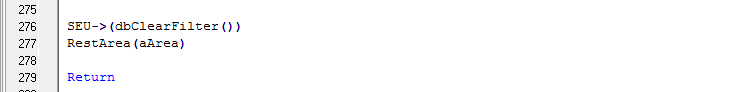 275
276 SEU->(dbClearFilter())
277 RestArea(aArea)
278
279 Return